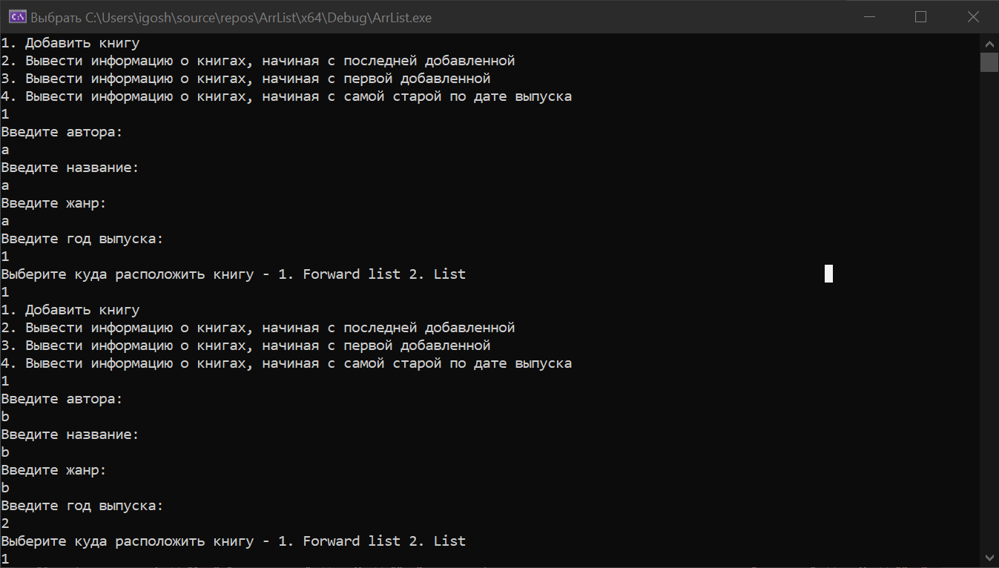 Выбрать C:\Users\igosh\source\repos\ArrList\x64\Debug\ArrList.exe
1. Добавить книгу
2. Вывести информацию о книгах, начиная с последней добавленной
3. Вывести информацию о книгах, начиная с первой добавленной
4. Вывести информацию о книгах, начиная с самой старой по дате выпуска
1
Введите автора:
a
Введите название:
a
Введите жанр:
a
Введите год выпуска:
1
Выберите куда расположить книгу - 1. Forward list 2. List
1
1. Добавить книгу
2. Вывести информацию о книгах, начиная с последней добавленной
3. Вывести информацию о книгах, начиная с первой добавленной
4. Вывести информацию о книгах, начиная с самой старой по дате выпуска
1
Введите автора:
b
Введите название:
b
Введите жанр:
b
Введите год выпуска:
2
Выберите куда расположить книгу - 1. Forward list 2. List
1